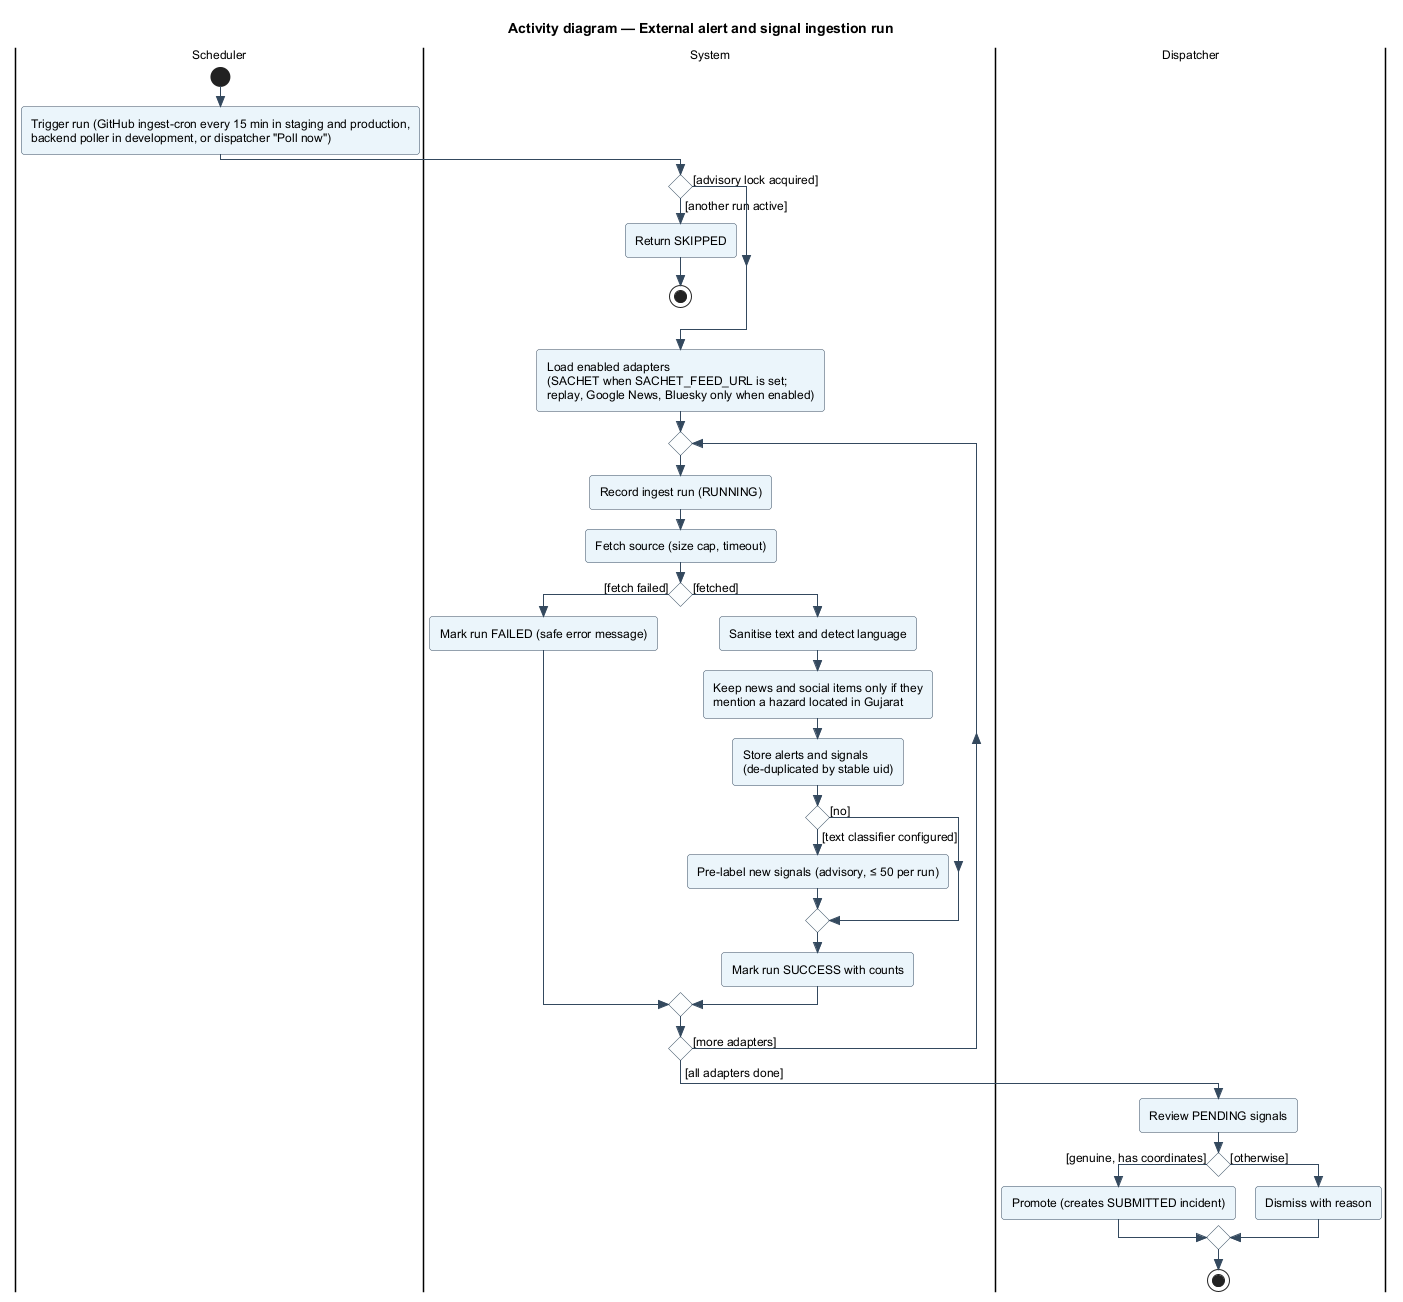 Activity diagram — External alert and signal ingestion run
Scheduler
System
Dispatcher
Trigger run (GitHub ingest-cron every 15 min in staging and production,
backend poller in development, or dispatcher "Poll now")
[advisory lock acquired]
[another run active]
Return SKIPPED
Load enabled adapters
(SACHET when SACHET_FEED_URL is set;
replay, Google News, Bluesky only when enabled)
Record ingest run (RUNNING)
Fetch source (size cap, timeout)
[fetch failed]
[fetched]
Mark run FAILED (safe error message)
Sanitise text and detect language
Keep news and social items only if they
mention a hazard located in Gujarat
Store alerts and signals
(de-duplicated by stable uid)
[no]
[text classifier configured]
Pre-label new signals (advisory, ≤ 50 per run)
Mark run SUCCESS with counts
[more adapters]
[all adapters done]
Review PENDING signals
[genuine, has coordinates]
[otherwise]
Promote (creates SUBMITTED incident)
Dismiss with reason